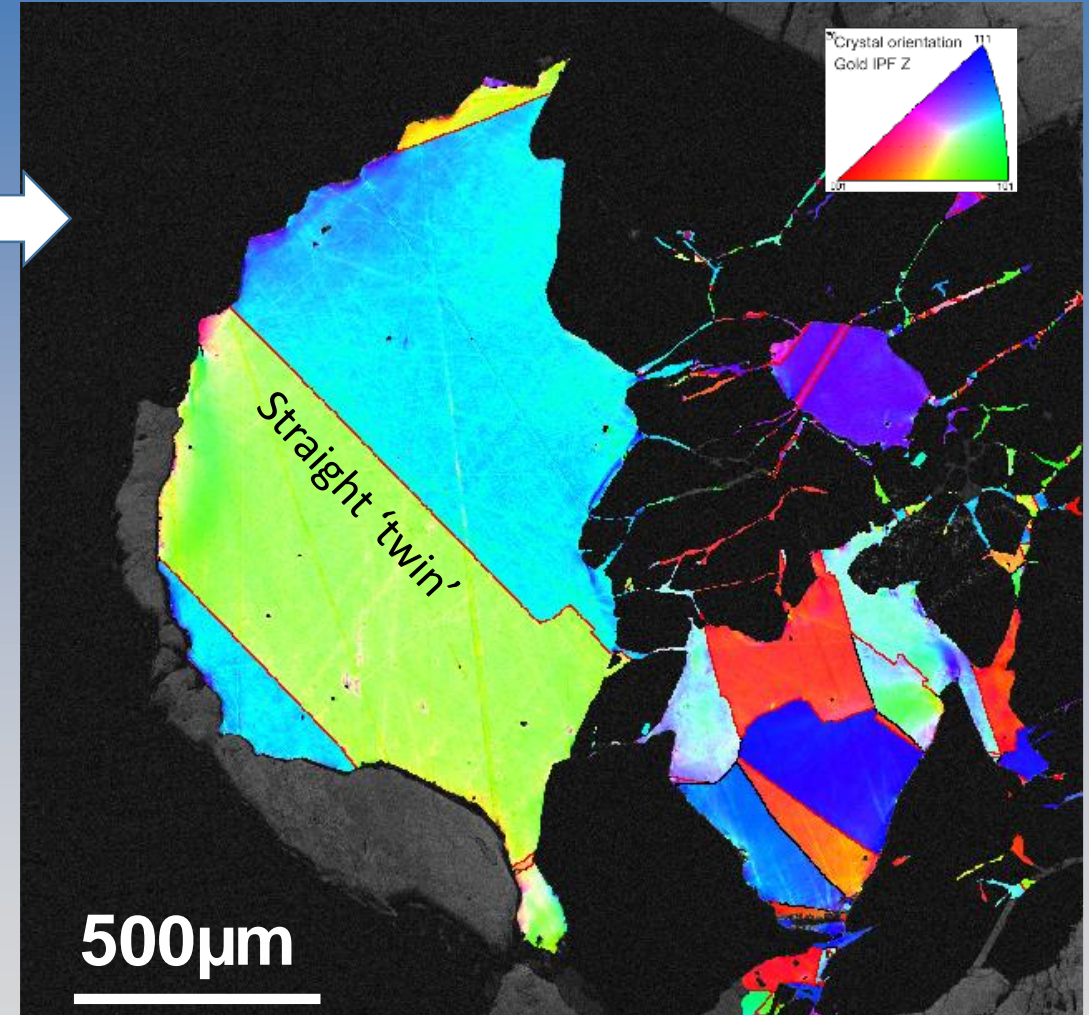 Crystal orientation
Gold IPF Z
111
001
101
Straight ‘twin’
500μm